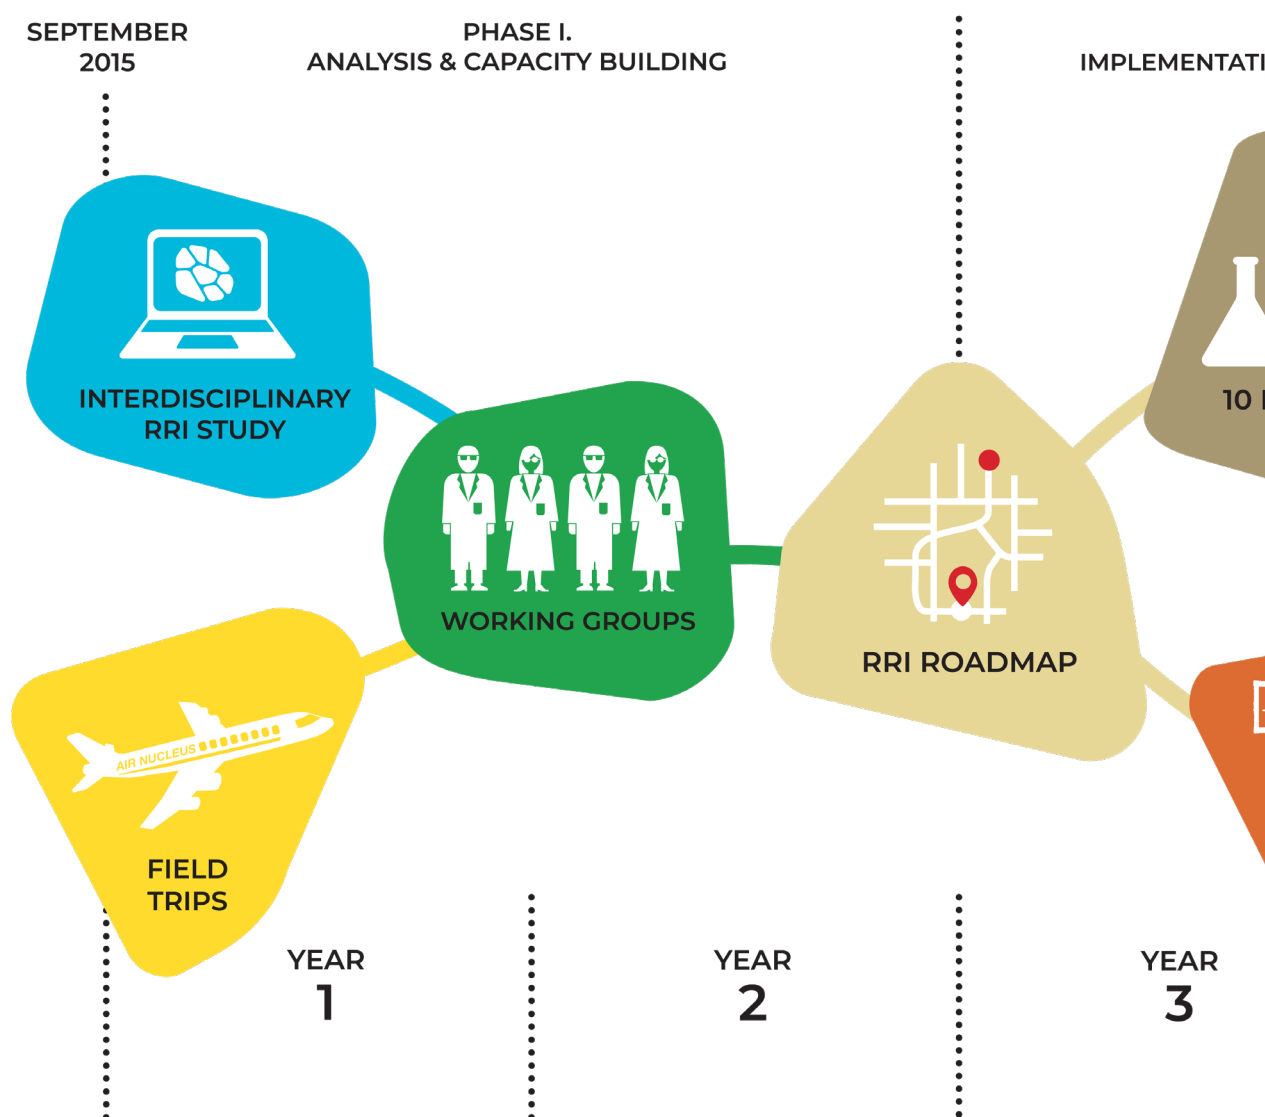 SEPTEMBER
2015
PHASE I.
ANALYSIS & CAPACITY BUILDING
IMPLEMENTATI
INTERDISCIPLINARY
RRI STUDY
10
WORKING GROUPS
RRI ROADMAP
AIR NUCLEUS
FIELD
TRIPS
YEAR
1
YEAR
2
YEAR
3